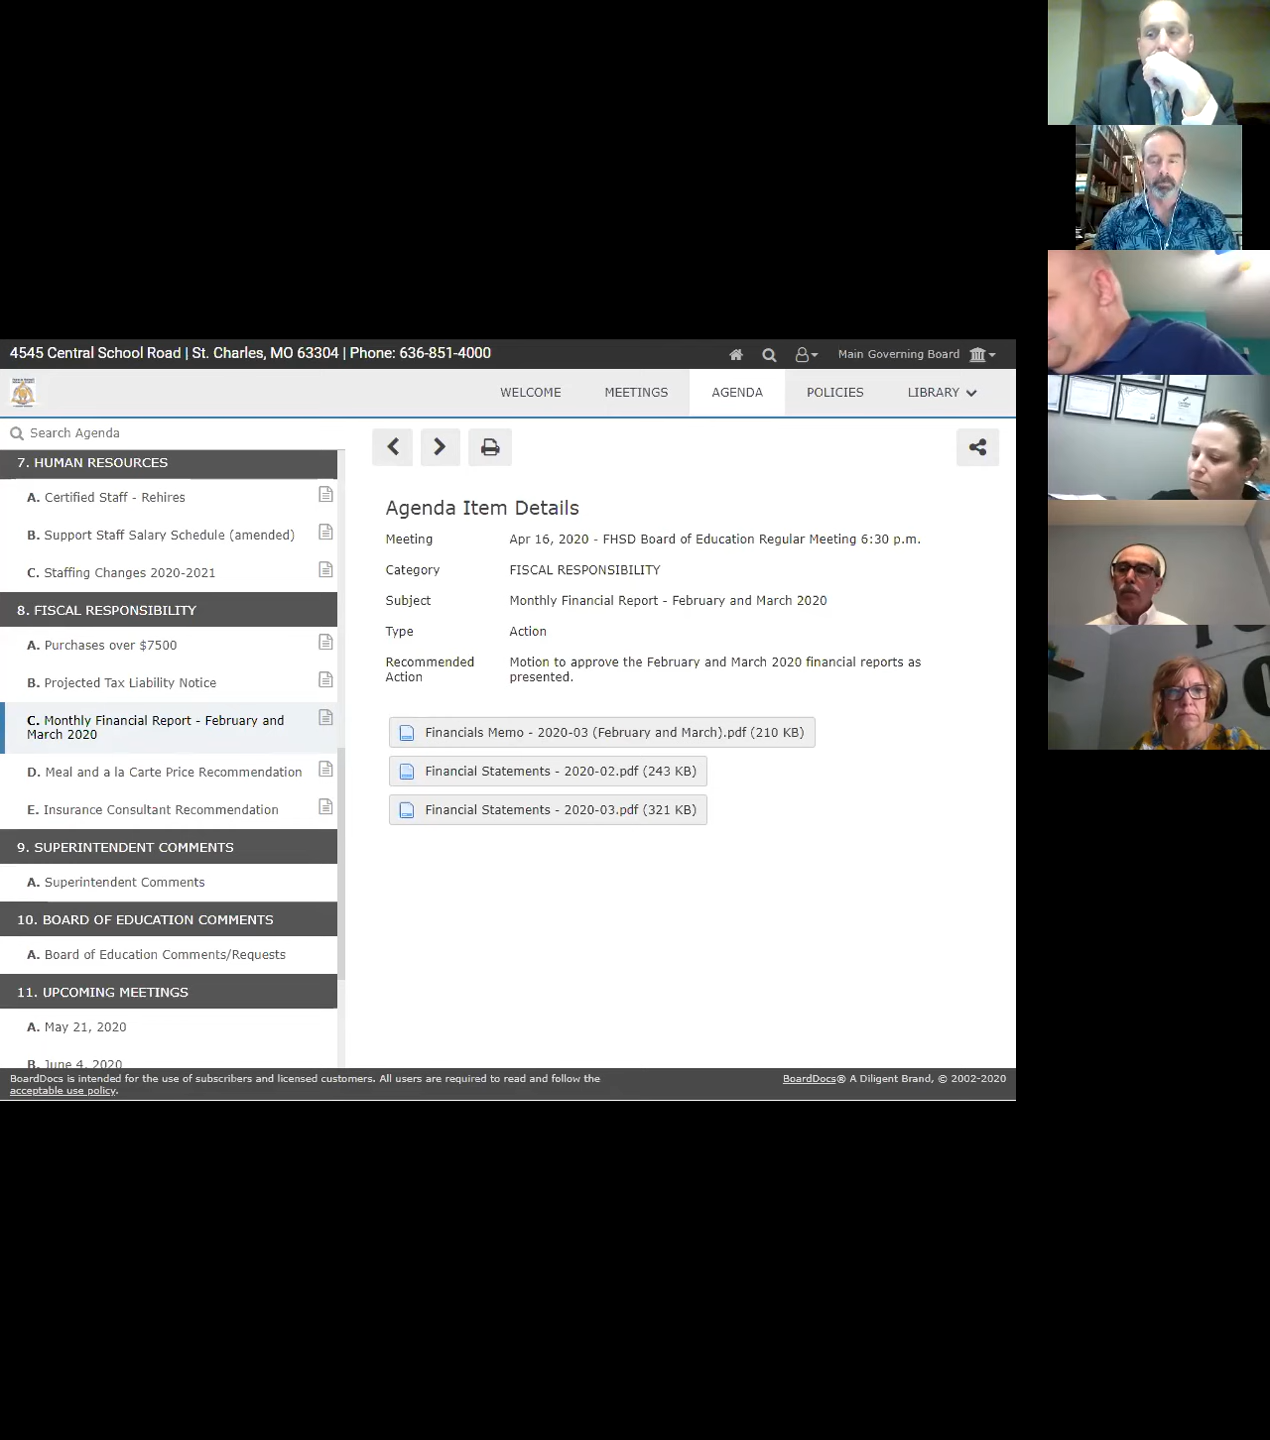 4545 Central School Road | St. Charles, MO 63304 | Phone: 636-851-4000
Main Governing Board
WELCOME
MEETINGS
AGENDA
POLICIES
LIBRARY
Search Agenda
7. HUMAN RESOURCES
A. Certified Staff - Rehires
B. Support Staff Salary Schedule (amended)
C. Staffing Changes 2020-2021
8. FISCAL RESPONSIBILITY
A. Purchases over $7500
B. Projected Tax Liability Notice
C. Monthly Financial Report - February and
March 2020
D. Meal and a la Carte Price Recommendation
E. Insurance Consultant Recommendation
9. SUPERINTENDENT COMMENTS
A. Superintendent Comments
10. BOARD OF EDUCATION COMMENTS
A. Board of Education Comments/Requests
11. UPCOMING MEETINGS
A. May 21, 2020
B. June 4, 2020
Agenda Item Details
Meeting
Apr 16, 2020 - FHSD Board of Education Regular Meeting 6:30 p.m.
Category
FISCAL RESPONSIBILITY
Subject
Monthly Financial Report - February and March 2020
Type
Action
Recommended
Action
Motion to approve the February and March 2020 financial reports as
presented.
Financials Memo - 2020-03 (February and March).pdf (210 KB)
Financial Statements - 2020-02.pdf (243 KB)
Financial Statements - 2020-03.pdf (321 KB)
BoardDocs is intended for the use of subscribers and licensed customers. All users are required to read and follow the
acceptable use policy.
BoardDocs® A Diligent Brand, © 2002-2020